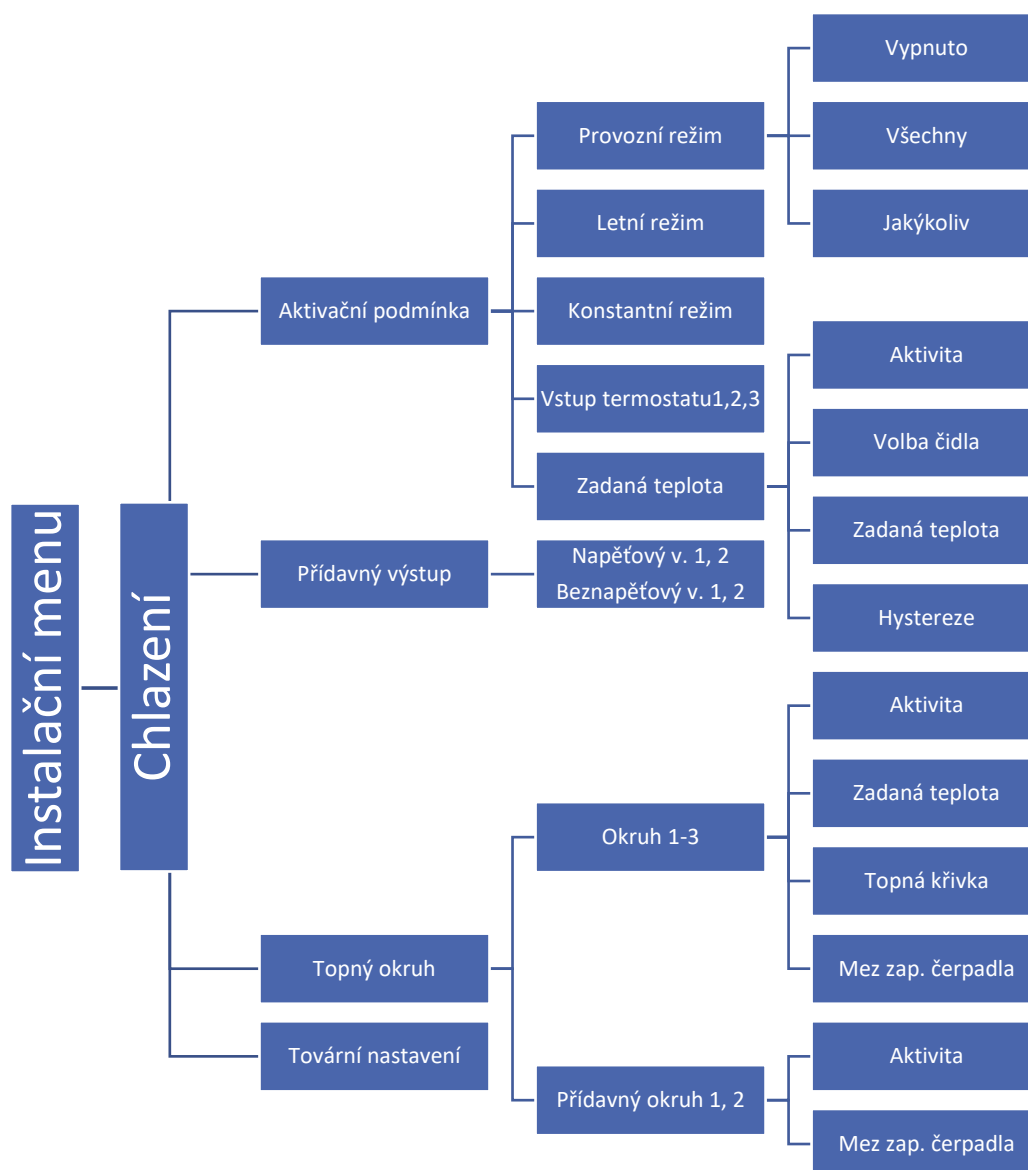 Instalační menu
Chlazení
Aktivační podmínka
Provozní režim
Vypnuto
Všechny
Jakýkoliv
Letní režim
Konstantní režim
Vstup termostatu1,2,3
Zadaná teplota
Aktivita
Volba čidla
Zadaná teplota
Hystereze
Přídavný výstup
Napěťový v. 1, 2
Beznapěťový v. 1, 2
Topný okruh
Okruh 1-3
Aktivita
Zadaná teplota
Topná křivka
Mez zap. čerpadla
Přídavný okruh 1, 2
Aktivita
Mez zap. čerpadla
Tovární nastavení